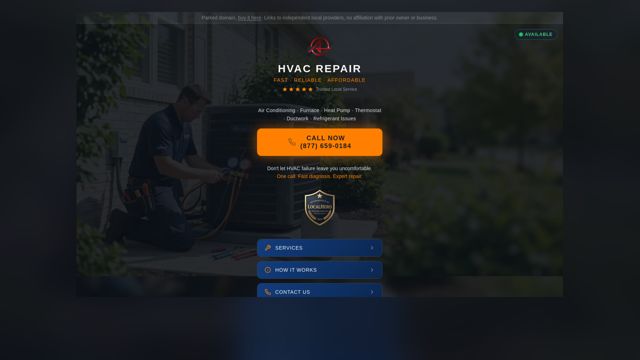 Parked domain, buy it here. Links to independent local providers, no affiliation with prior owner or business.
AVAILABLE
HVAC REPAIR
FAST · RELIABLE · AFFORDABLE
★★★★★ Trusted Local Service
Air Conditioning · Furnace · Heat Pump · Thermostat
· Ductwork · Refrigerant Issues
CALL NOW
(877) 659-0184
Don't let HVAC failure leave you uncomfortable.
One call. Fast diagnosis. Expert repair.
LOCALHERO
SERVICES
HOW IT WORKS
CONTACT US